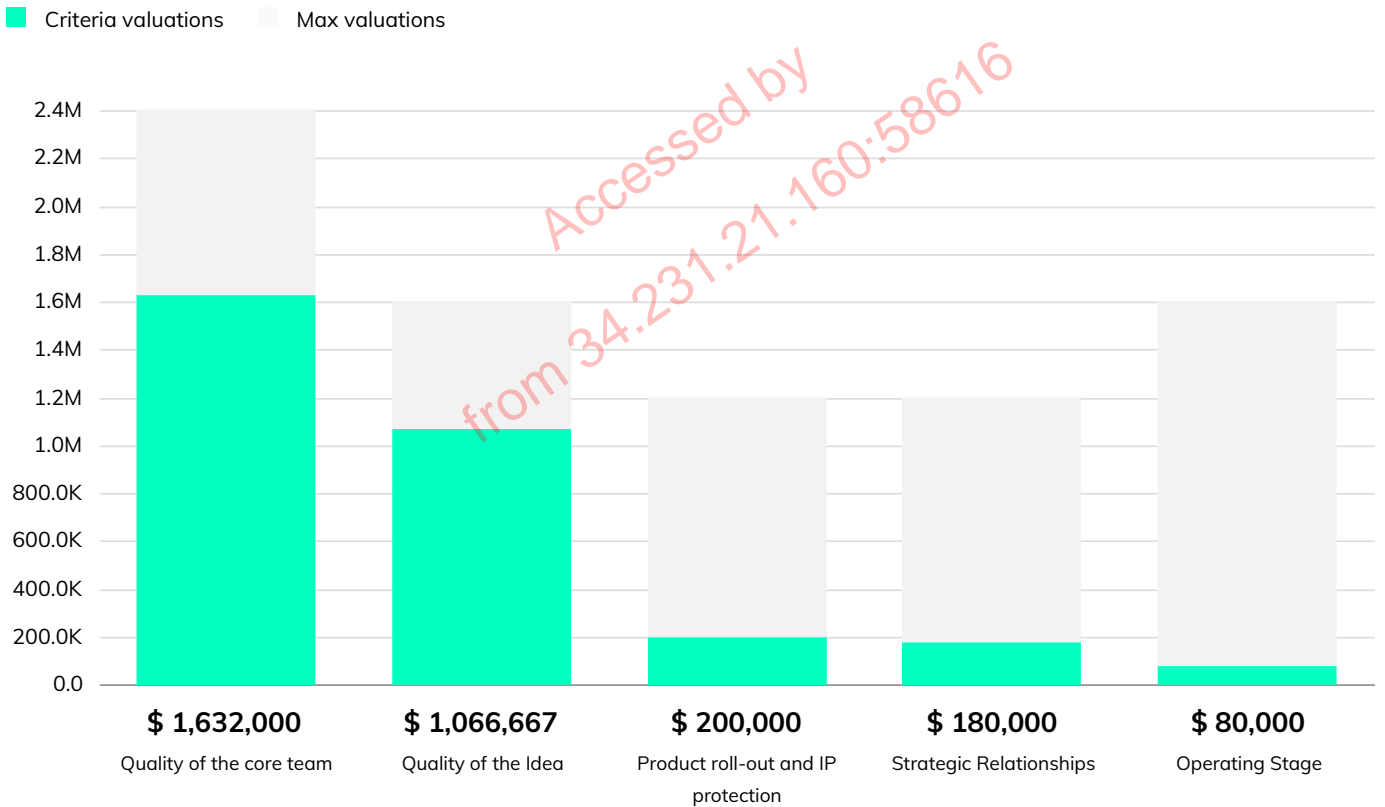 Criteria valuations Max valuations
Accessed by
from 34.231.21.160:58616
2.4M
2.2M
2.0M
1.8M
1.6M
1.4M
1.2M
1.0M
800.0K
600.0K
400.0K
200.0K
0.0
$ 1,632,000 $ 1,066,667 $ 200,000 $ 180,000 $ 80,000
Quality of the core team Quality of the Idea Product roll-out and IP Strategic Relationships Operating Stage
protection